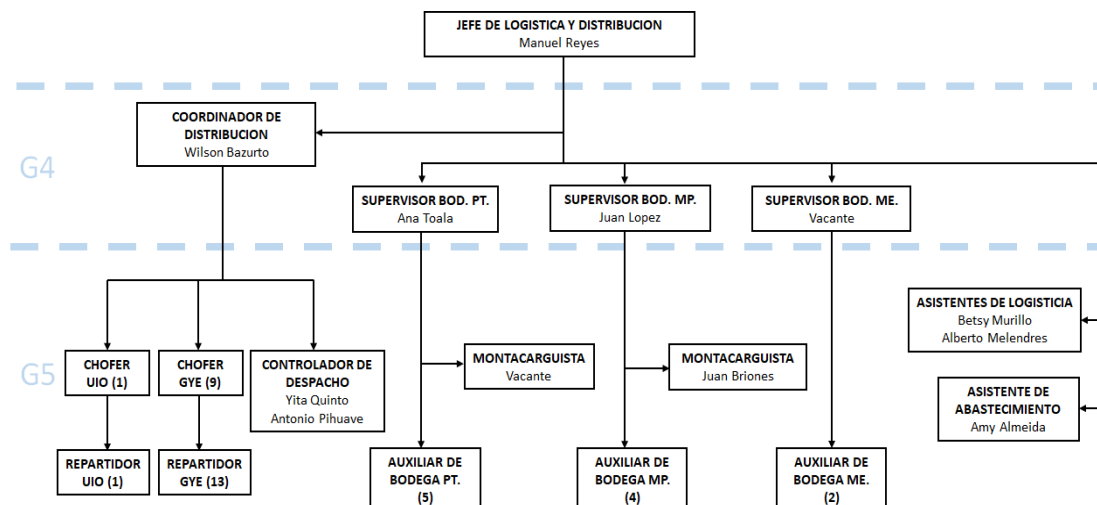 JEFE DE LOGISTICA Y DISTRIBUCION
Manuel Reyes
G4
COORDINADOR DE
DISTRIBUCION
Wilson Bazurto
SUPERVISOR BOD. PT.
Ana Toala
SUPERVISOR BOD. MP.
Juan Lopez
SUPERVISOR BOD. ME.
Vacante
G5
CHOFER
UIO (1)
CHOFER
GYE (9)
CONTROLADOR DE
DESPACHO
Yita Quinto
Antonio Pihuave
MONTACARGUISTA
Vacante
MONTACARGUISTA
Juan Briones
ASISTENTES DE LOGISTICIA
Betsy Murillo
Alberto Melendres
ASISTENTE DE
ABASTECIMIENTO
Amy Almeida
REPARTIDOR
UIO (1)
REPARTIDOR
GYE (13)
AUXILIAR DE
BODEGA PT.
(5)
AUXILIAR DE
BODEGA MP.
(4)
AUXILIAR DE
BODEGA ME.
(2)